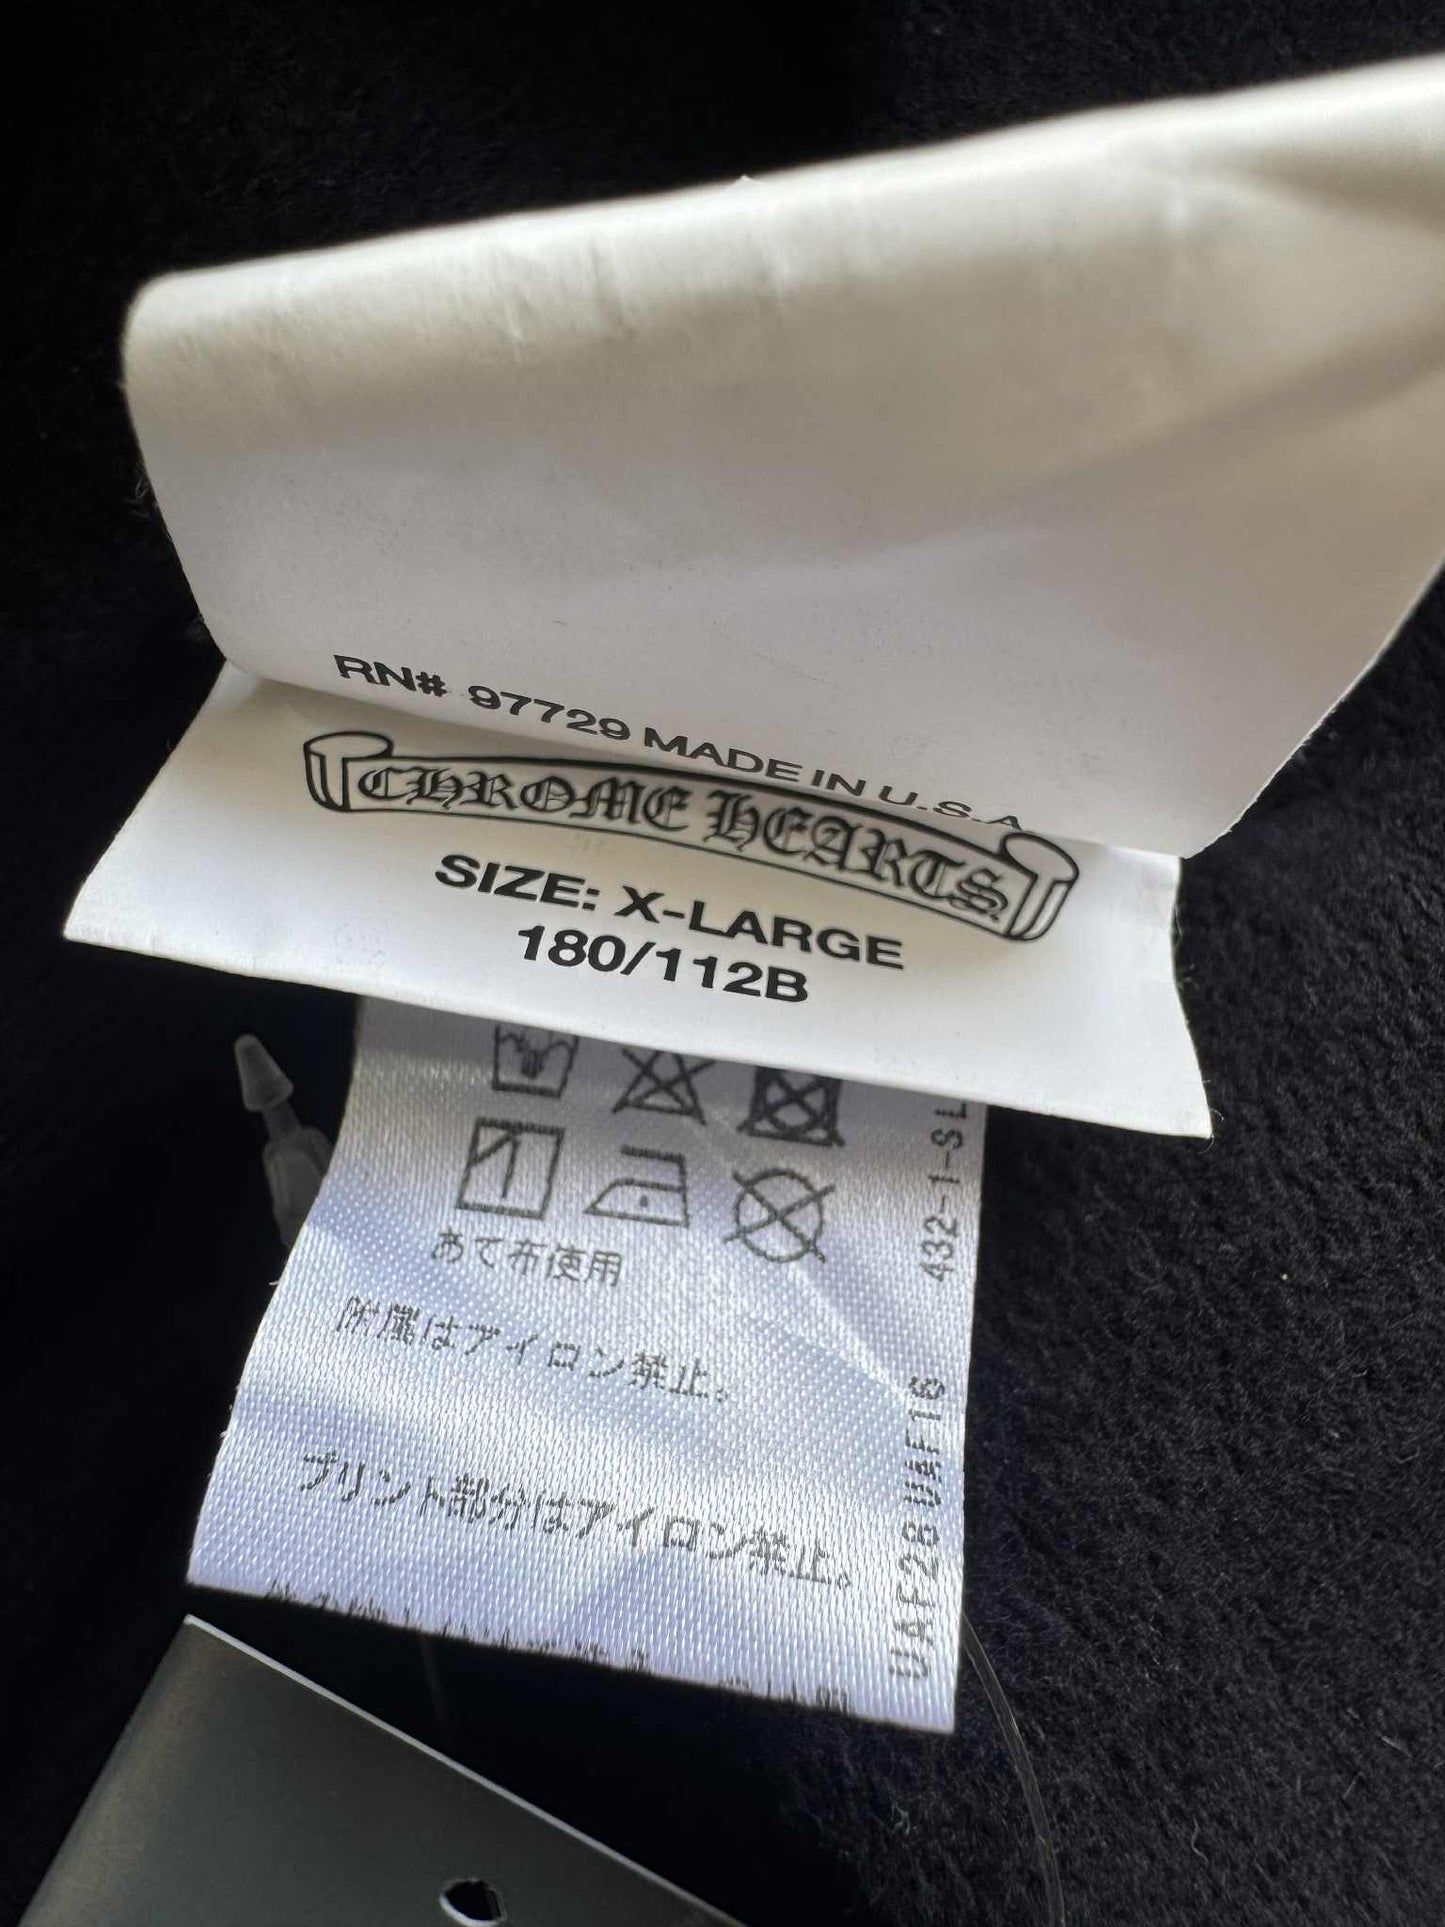 RN# 97729 MADE IN U.S.A
CHROME HEARTS
SIZE: X-LARGE
180/112B
あて布使用
附属はアイロン禁止。
プリント部分はアイロン禁止。
432-1-SL
UAF28 UAF16